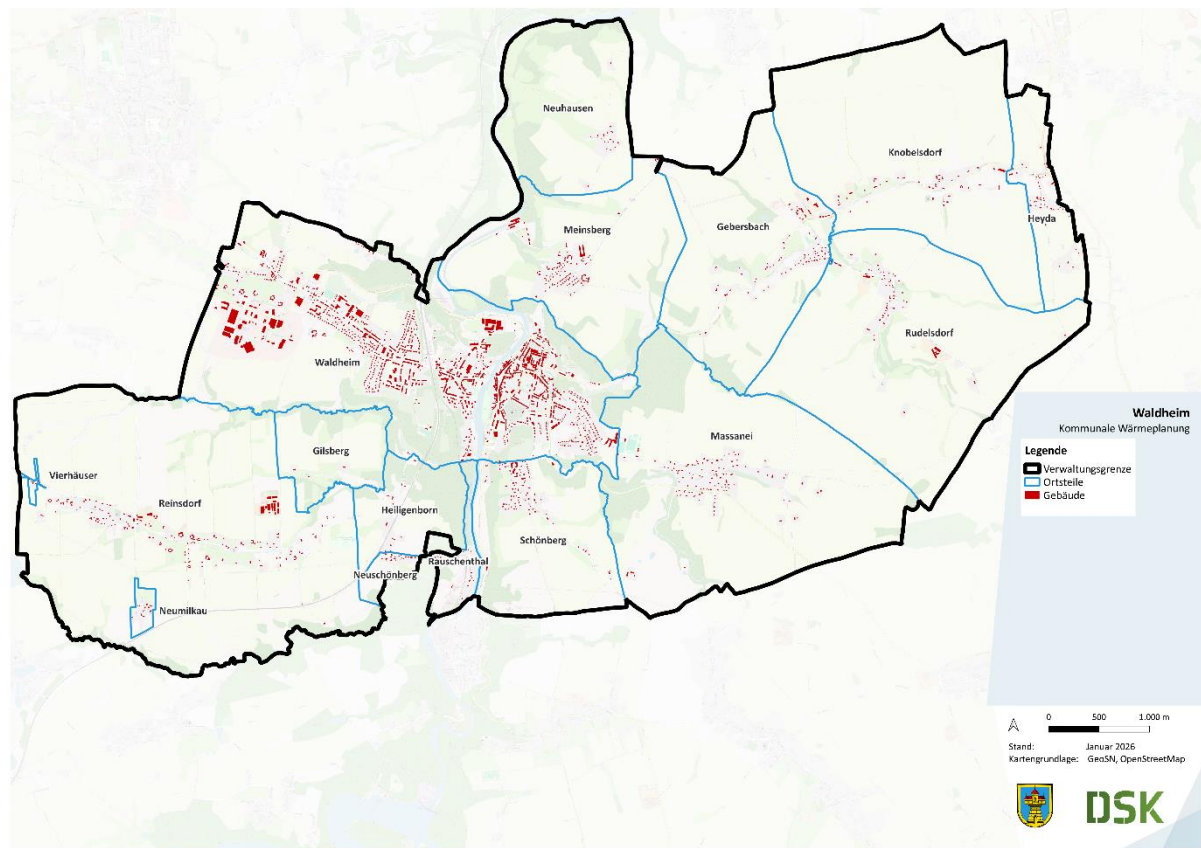 Neuhausen
Knobelsdorf
Heyda
Gebersbach
Meinsberg
Rudelsdorf
Waldheim
Massanei
Gilsberg
Vierhäuser
Reinsdorf
Heiligenborn
Schönberg
Rauschenthal
Neuschönberg
Neumilkau
Waldheim
Kommunale Wärmeplanung
Legende
Verwaltungsgrenze
Ortsteile
Gebäude
0 500 1.000 m
Stand: Januar 2026
Kartengrundlage: GeoSN, OpenStreetMap
DSK